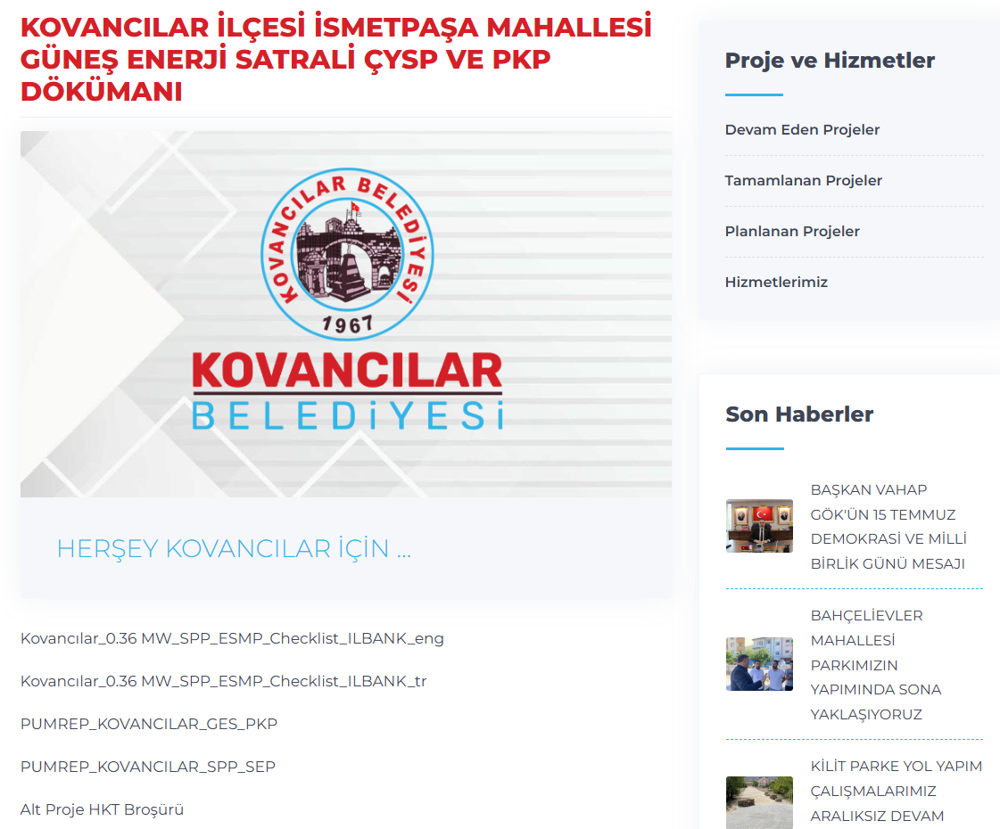 KOVANCILAR İLÇESİ İSMETPAŞA MAHALLESİ
GÜNEŞ ENERJİ SATRALİ ÇYSP VE PKP
DÖKÜMANI
KOVANCILAR BELEDİYESİ
1967
KOVANCILAR
BELEDİYESİ
HERŞEY KOVANCILAR İÇİN ...
Kovancılar_0.36 MW_SPP_ESMP_Checklist_ILBANK_eng
Kovancılar_0.36 MW_SPP_ESMP_Checklist_ILBANK_tr
PUMREP_KOVANCILAR_GES_PKP
PUMREP_KOVANCILAR_SPP_SEP
Alt Proje HKT Broşürü
Proje ve Hizmetler
Devam Eden Projeler
Tamamlanan Projeler
Planlanan Projeler
Hizmetlerimiz
Son Haberler
BAŞKAN VAHAP
GÖK'ÜN 15 TEMMUZ
DEMOKRASİ VE MİLLİ
BİRLİK GÜNÜ MESAJI
BAHÇELİEVLER
MAHALLESİ
PARKIMIZIN
YAPIMINDA SONA
YAKLAŞIYORUZ
KİLİT PARKE YOL YAPIM
ÇALIŞMALARIMIZ
ARALIKSIZ DEVAM